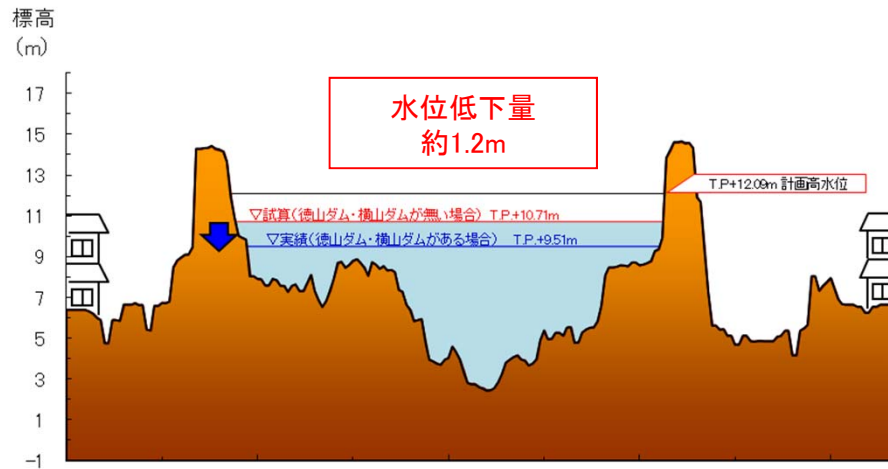 標高
(m)
水位低下量
約1.2m
17
15
T.P+12.09m 計画高水位
13
▽試算(徳山ダム・横山ダムが無い場合) T.P.+10.71m
11
▽実績(徳山ダム・横山ダムがある場合) T.P.+9.51m
9
7
5
3
1
-1